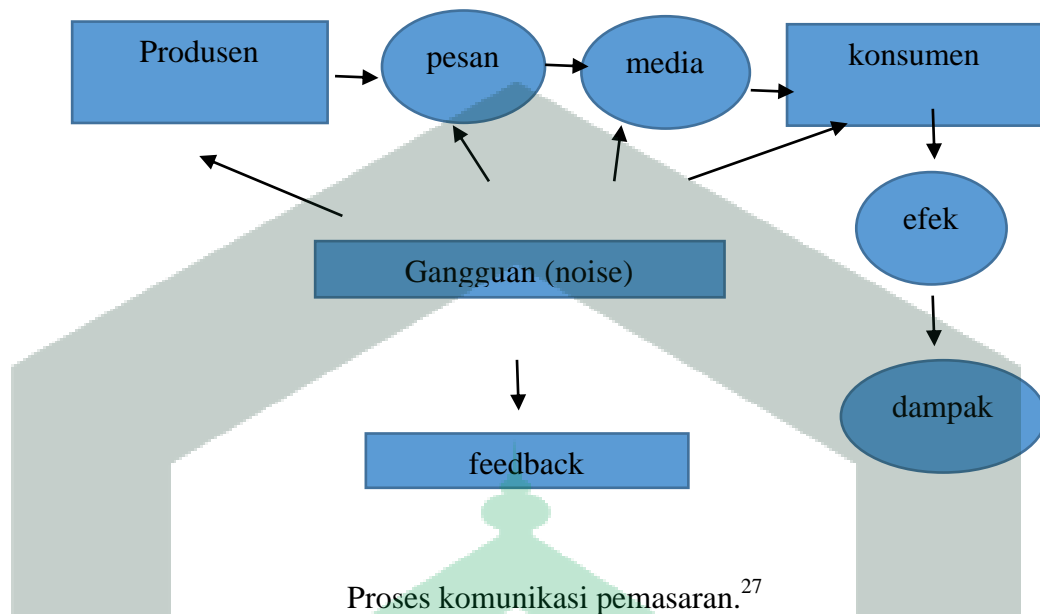 Produsen
pesan
media
konsumen
efek
Gangguan (noise)
dampak
feedback
Proses komunikasi pemasaran.27